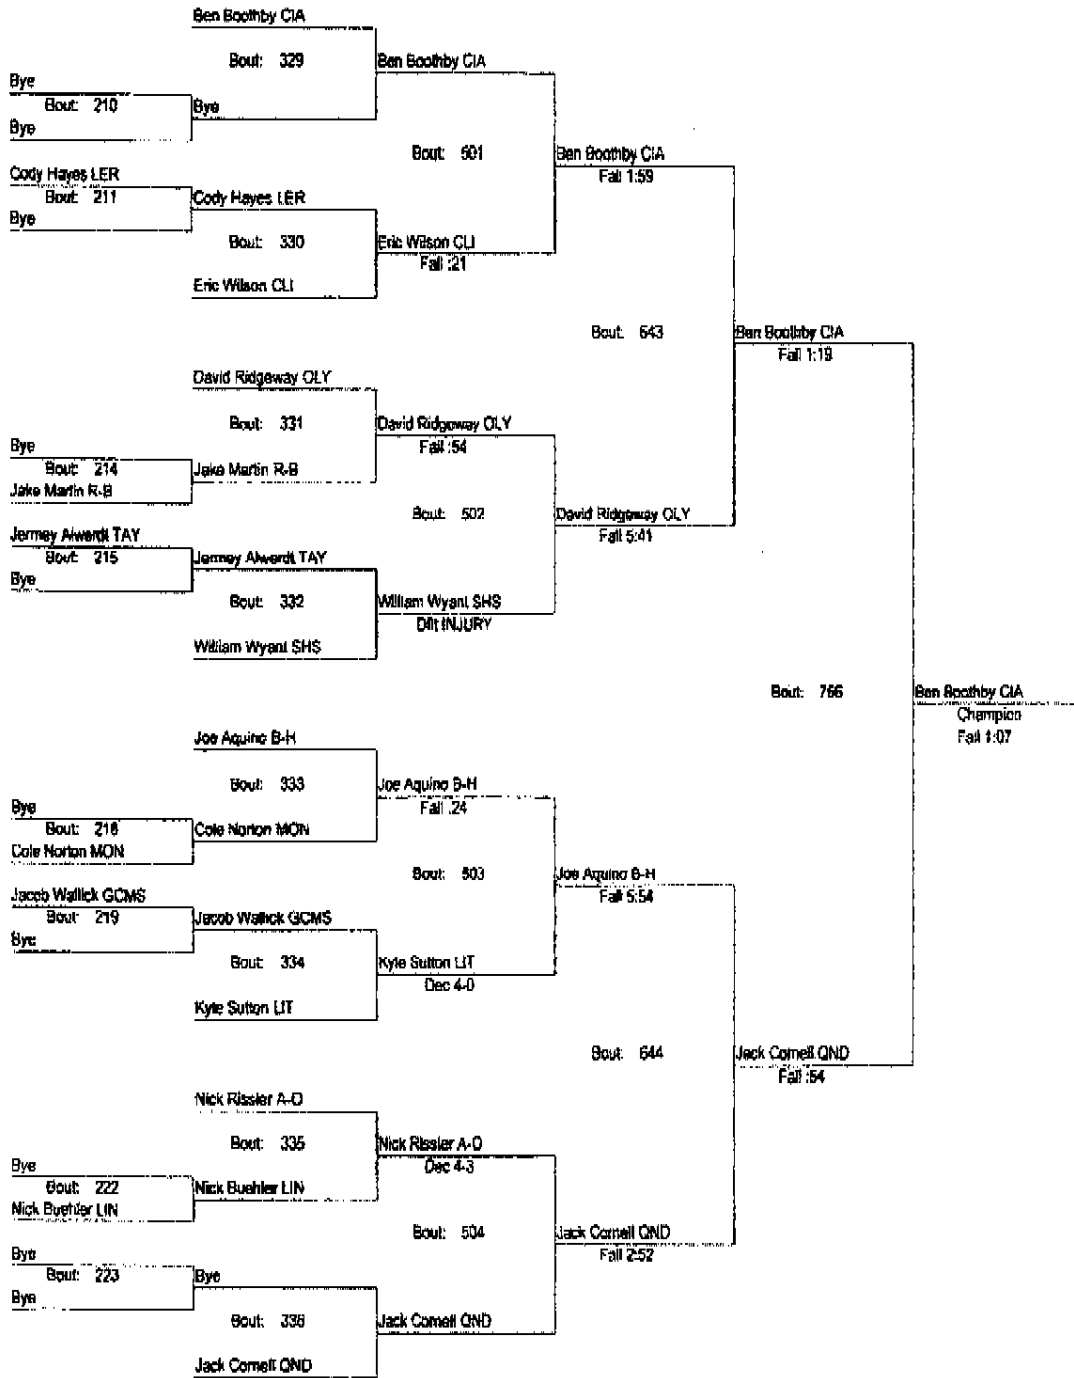 Ben Boothby CIA
Bout: 329
Ben Boothby CIA
Bye
Bout: 210
Bye
Bye
Bout: 501
Ben Boothby CIA
Fall 1:59
Cody Hayes LER
Bout: 211
Cody Hayes LER
Bye
Bout: 330
Eric Wilson CLI
Fall :21
Eric Wilson CLI
Bout: 643
Ben Boothby CIA
Fall 1:19
David Ridgeway OLY
Bout: 331
David Ridgeway OLY
Fall :54
Bye
Bout: 214
Jake Martin R-B
Jake Martin R-B
Bout: 502
David Ridgeway OLY
Fall 5:41
Jermey Alwerdt TAY
Bout: 215
Jermey Alwerdt TAY
Bye
Bout: 332
William Wyant SHS
Dflt INJURY
William Wyant SHS
Bout: 766
Ben Boothby CIA
Champion
Fall 1:07
Joe Aquino B-H
Bout: 333
Joe Aquino B-H
Fall :24
Bye
Bout: 218
Cole Norton MON
Cole Norton MON
Bout: 503
Joe Aquino B-H
Fall 5:54
Jacob Wallick GCMS
Bout: 219
Jacob Wallick GCMS
Bye
Bout: 334
Kyle Sutton LIT
Dec 4-0
Kyle Sutton LIT
Bout: 644
Jack Cornell QND
Fall :54
Nick Rissler A-O
Bout: 335
Nick Rissler A-O
Dec 4-3
Bye
Bout: 222
Nick Buehler LIN
Nick Buehler LIN
Bout: 504
Jack Cornell QND
Fall 2:52
Bye
Bout: 223
Bye
Bye
Bout: 336
Jack Cornell QND
Jack Cornell QND